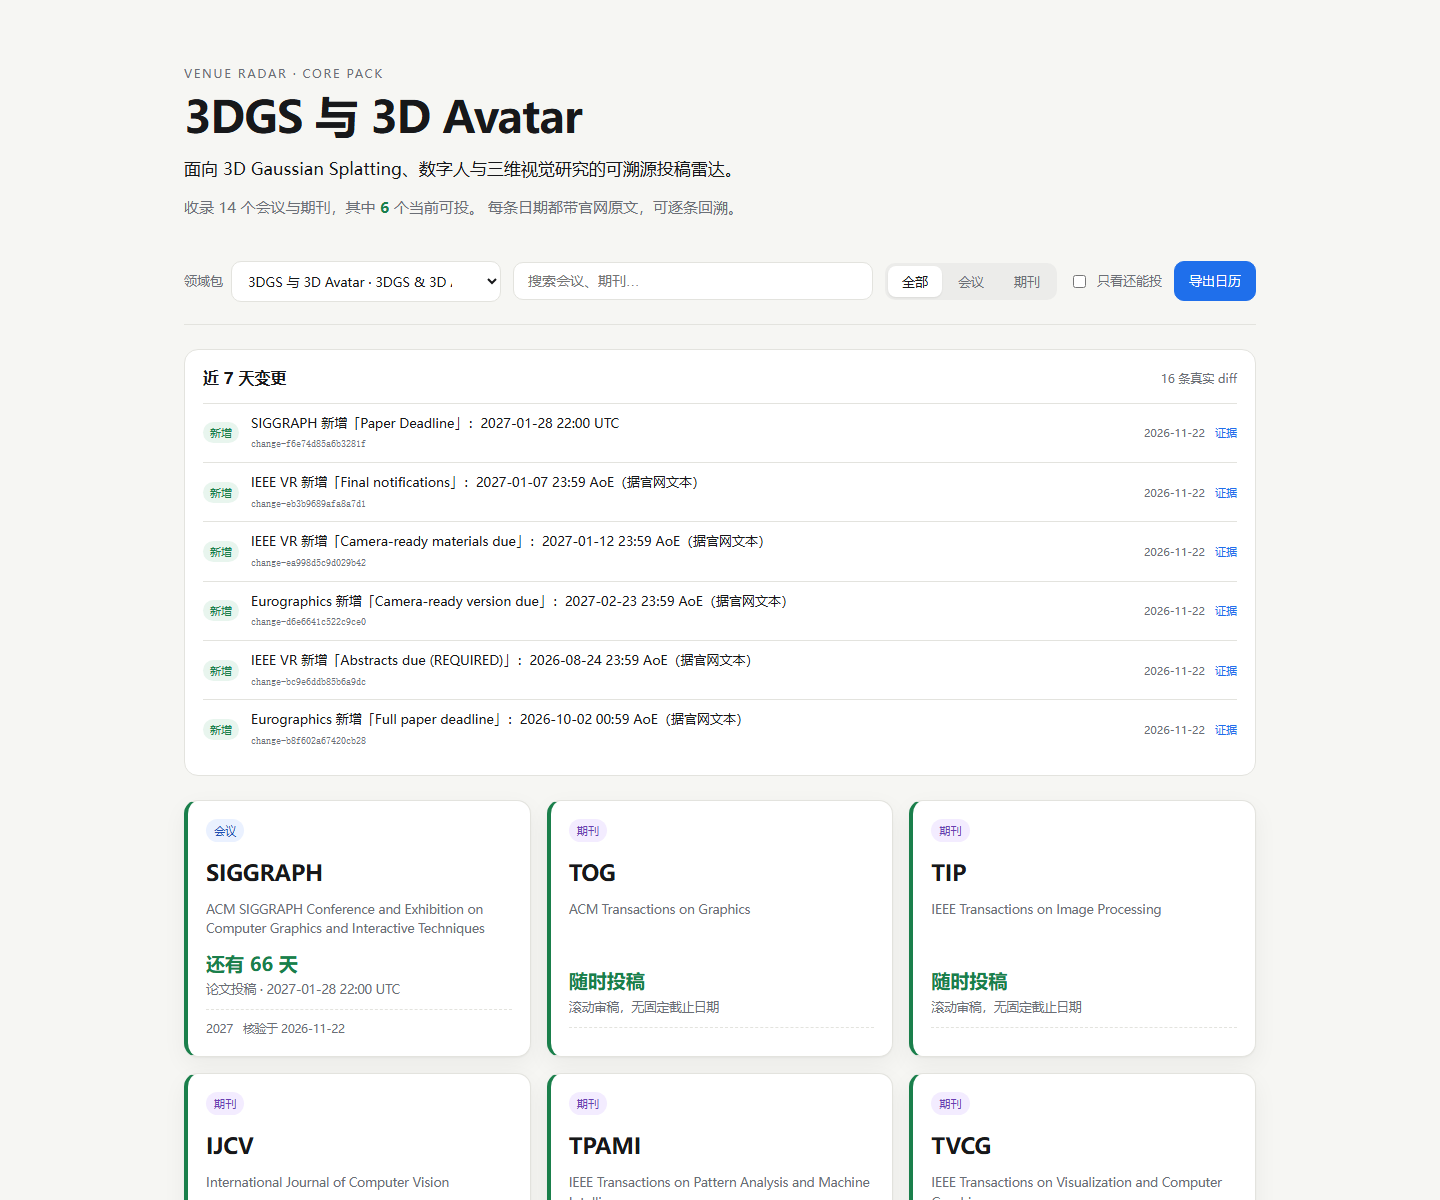 VENUE RADAR · CORE PACK
3DGS 与 3D Avatar
面向 3D Gaussian Splatting、数字人与三维视觉研究的可溯源投稿雷达。
收录 14 个会议与期刊，其中 6 个当前可投。 每条日期都带官网原文，可逐条回溯。
领域包
3DGS 与 3D Avatar · 3DGS & 3D
搜索会议、期刊…
全部
会议
期刊
只看还能投
导出日历
近 7 天变更
16 条真实 diff
新增
SIGGRAPH 新增「Paper Deadline」: 2027-01-28 22:00 UTC
change-f6e74d85a6b3281f
2026-11-22 证据
新增
IEEE VR 新增「Final notifications」: 2027-01-07 23:59 AoE（据官网文本）
change-eb3b9689afa8a7d1
2026-11-22 证据
新增
IEEE VR 新增「Camera-ready materials due」: 2027-01-12 23:59 AoE（据官网文本）
change-ea998d5c9d029b42
2026-11-22 证据
新增
Eurographics 新增「Camera-ready version due」: 2027-02-23 23:59 AoE（据官网文本）
change-d6e6641c522c9ce0
2026-11-22 证据
新增
IEEE VR 新增「Abstracts due (REQUIRED)」: 2026-08-24 23:59 AoE（据官网文本）
change-bc9e6ddb85b6a9dc
2026-11-22 证据
新增
Eurographics 新增「Full paper deadline」: 2026-10-02 00:59 AoE（据官网文本）
change-b8f602a67420cb28
2026-11-22 证据
会议
SIGGRAPH
ACM SIGGRAPH Conference and Exhibition on
Computer Graphics and Interactive Techniques
还有 66 天
论文投稿 · 2027-01-28 22:00 UTC
2027 核验于 2026-11-22
期刊
TOG
ACM Transactions on Graphics
随时投稿
滚动审稿，无固定截止日期
期刊
TIP
IEEE Transactions on Image Processing
随时投稿
滚动审稿，无固定截止日期
期刊
IJCV
International Journal of Computer Vision
期刊
TPAMI
IEEE Transactions on Pattern Analysis and Machine
期刊
TVCG
IEEE Transactions on Visualization and Computer